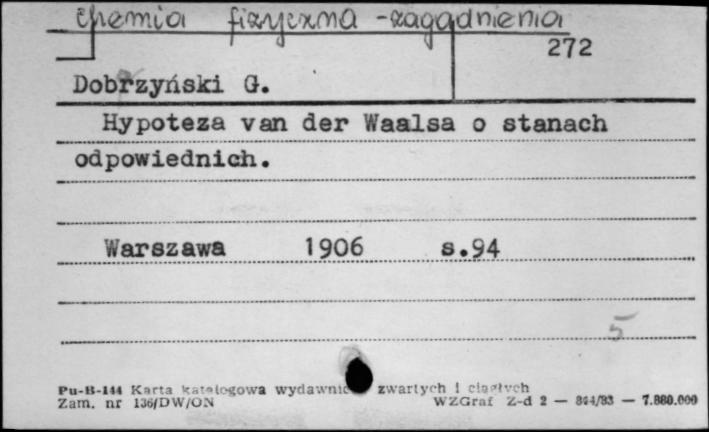 chemia fizyczna - zagadnienia
272
Dobrzyński G.
Hypoteza van der Waalsa o stanach
odpowiednich.
Warszawa 1906 s.94
5
Pu-B-144 Karta katalogowa zwartych i ciągłych
Zam. nr 136/DW/ON WZGraf Z-d 2 — 844/83 — 7.880.000